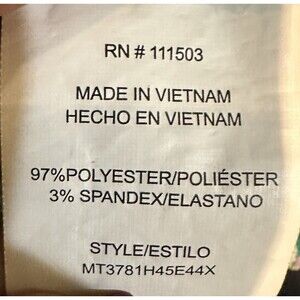 RN # 111503
MADE IN VIETNAM
HECHO EN VIETNAM
97%POLYESTER/POLIÉSTER
3% SPANDEX/ELASTANO
STYLE/ESTILO
MT3781H45E44X